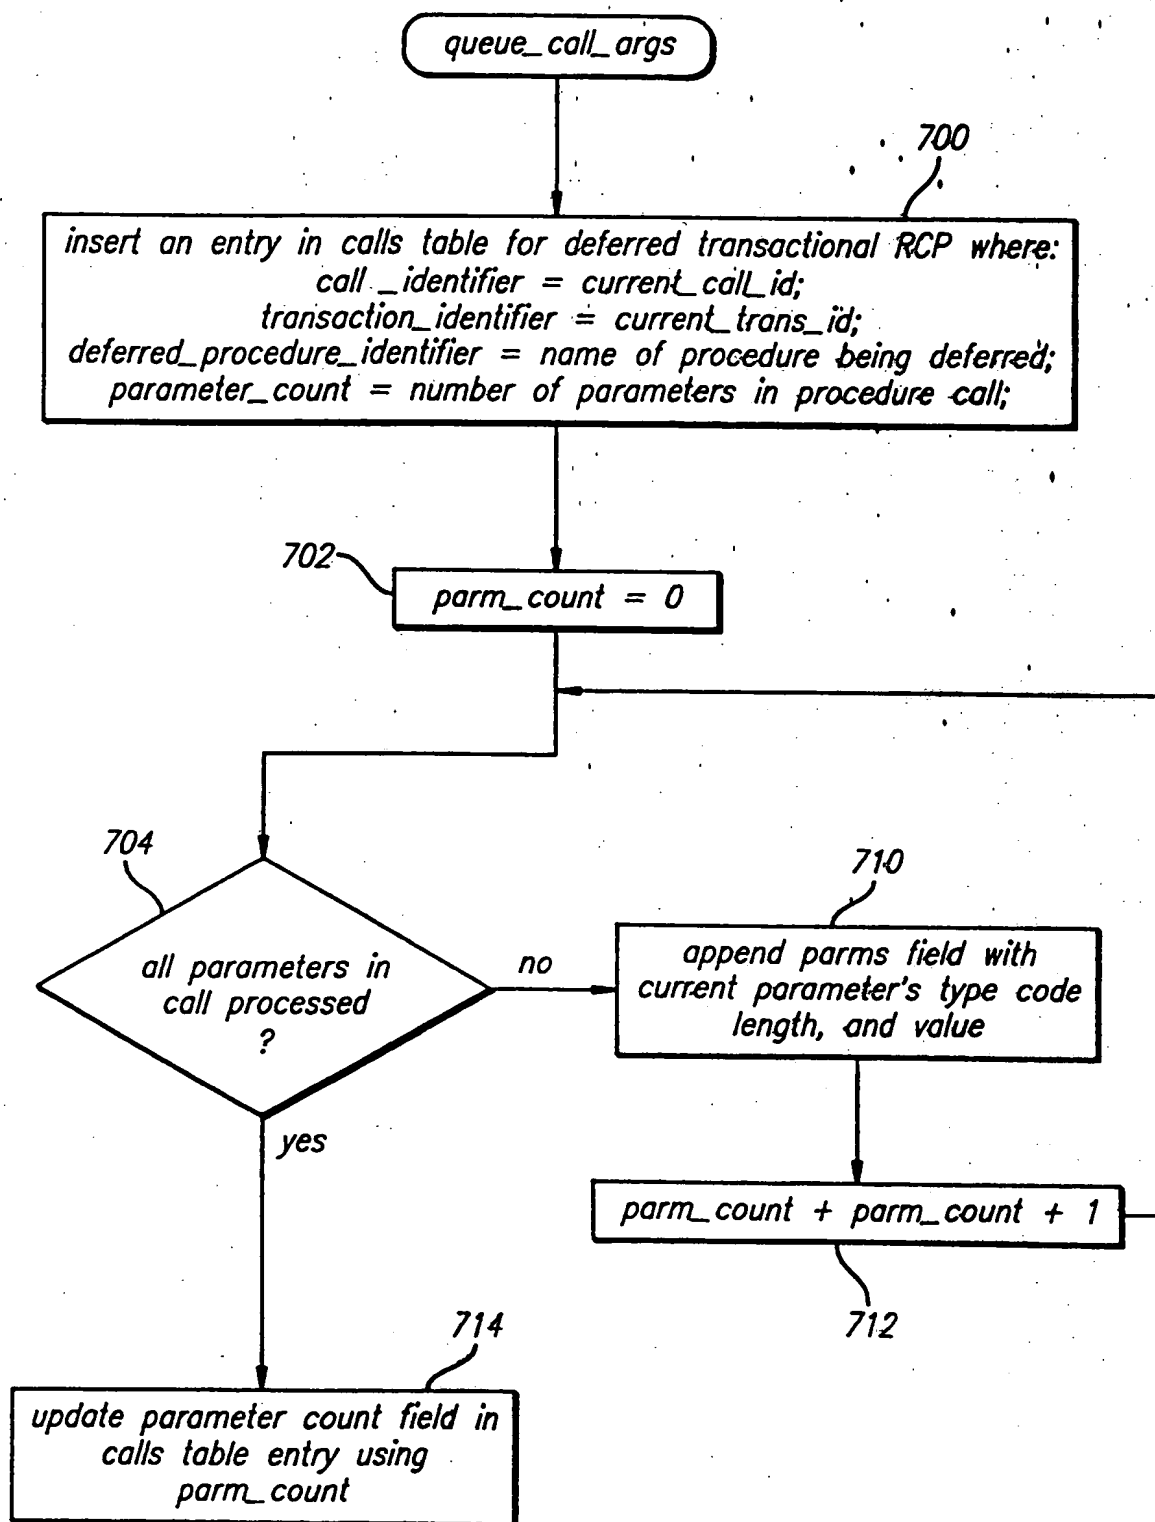 queue_call_args
700
insert an entry in calls table for deferred transactional RCP where:
call_identifier = current_call_id;
transaction_identifier = current_trans_id;
deferred_procedure_identifier = name of procedure being deferred;
parameter_count = number of parameters in procedure call;
702
parm_count = 0
704
all parameters in
call processed
?
no
yes
710
append parms field with
current parameter's type code
length, and value
parm_count + parm_count + 1
712
714
update parameter count field in
calls table entry using
parm_count